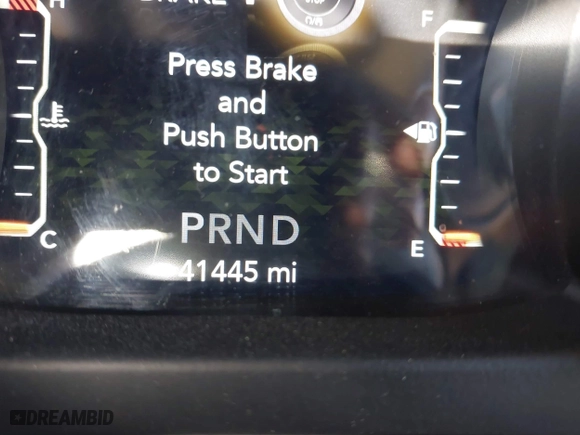 H
F
Press Brake
and
Push Button
to Start
PRND
C
E
41445 mi
DREAMBID